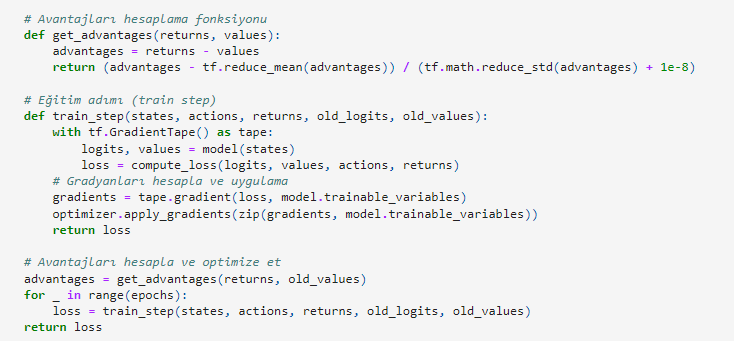 # Avantajları hesaplama fonksiyonu
def get_advantages(returns, values):
    advantages = returns - values
    return (advantages - tf.reduce_mean(advantages)) / (tf.math.reduce_std(advantages) + 1e-8)

# Eğitim adımı (train step)
def train_step(states, actions, returns, old_logits, old_values):
    with tf.GradientTape() as tape:
        logits, values = model(states)
        loss = compute_loss(logits, values, actions, returns)
    # Gradyanları hesapla ve uygulama
    gradients = tape.gradient(loss, model.trainable_variables)
    optimizer.apply_gradients(zip(gradients, model.trainable_variables))
    return loss

# Avantajları hesapla ve optimize et
advantages = get_advantages(returns, old_values)
for _ in range(epochs):
    loss = train_step(states, actions, returns, old_logits, old_values)
return loss